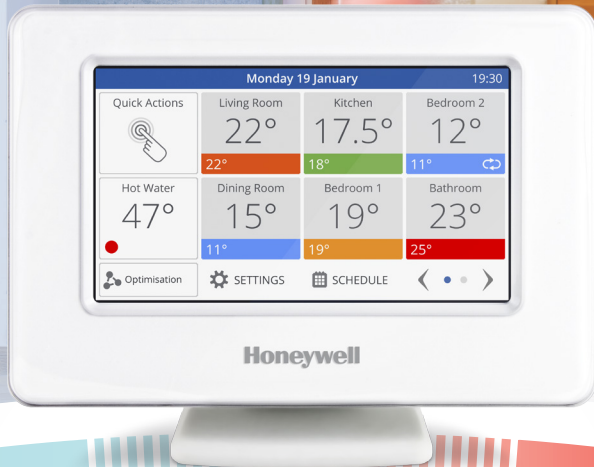 Monday 19 January 19:30
Quick Actions
Living Room
22°
22°
Kitchen
17.5°
18°
Bedroom 2
12°
11°
Hot Water
47°
Dining Room
15°
11°
Bedroom 1
19°
19°
Bathroom
23°
25°
Optimisation
SETTINGS
SCHEDULE
Honeywell